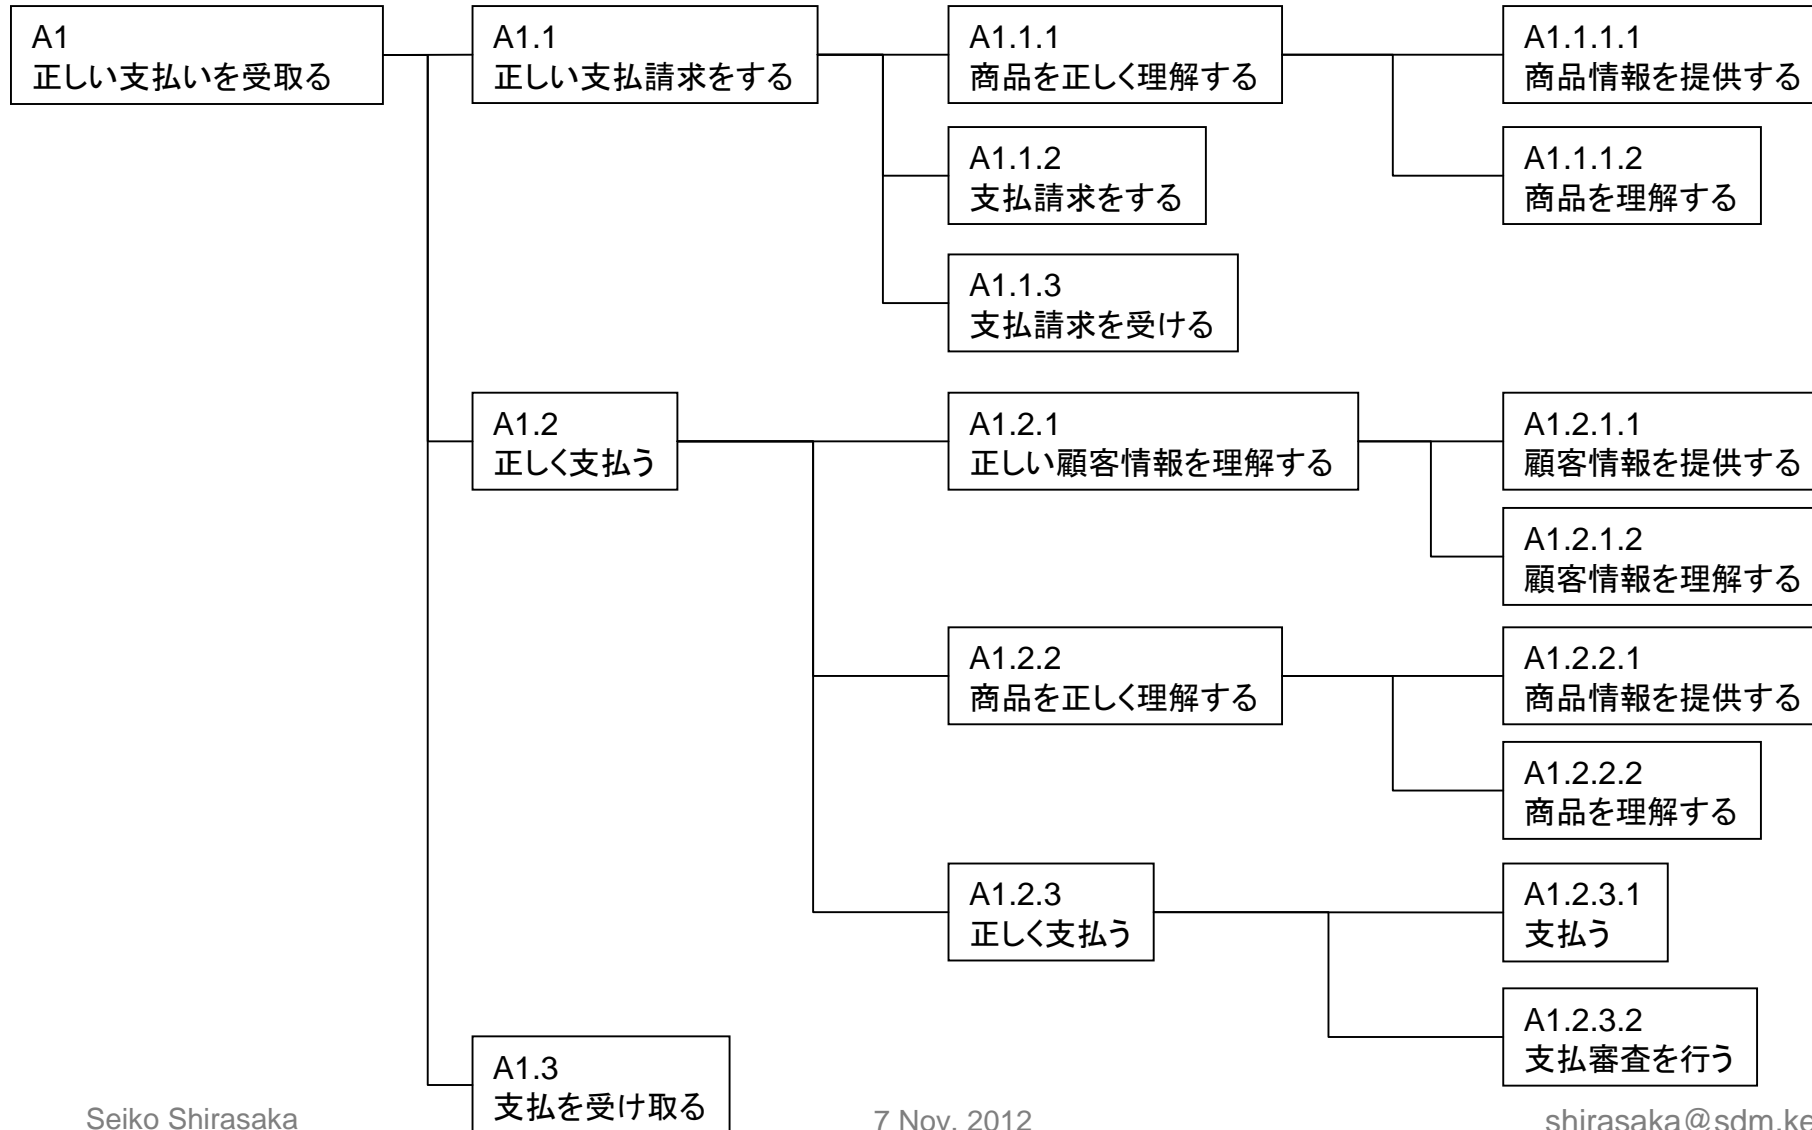 A1
正しい支払いを受取る
A1.1
正しい支払請求をする
A1.1.1
商品を正しく理解する
A1.1.1.1
商品情報を提供する
A1.1.1.2
商品を理解する
A1.1.2
支払請求をする
A1.1.3
支払請求を受ける
A1.2
正しく支払う
A1.2.1
正しい顧客情報を理解する
A1.2.1.1
顧客情報を提供する
A1.2.1.2
顧客情報を理解する
A1.2.2
商品を正しく理解する
A1.2.2.1
商品情報を提供する
A1.2.2.2
商品を理解する
A1.2.3
正しく支払う
A1.2.3.1
支払う
A1.2.3.2
支払審査を行う
A1.3
支払を受け取る
Seiko Shirasaka
7 Nov. 2012
shirasaka@sdm.ke